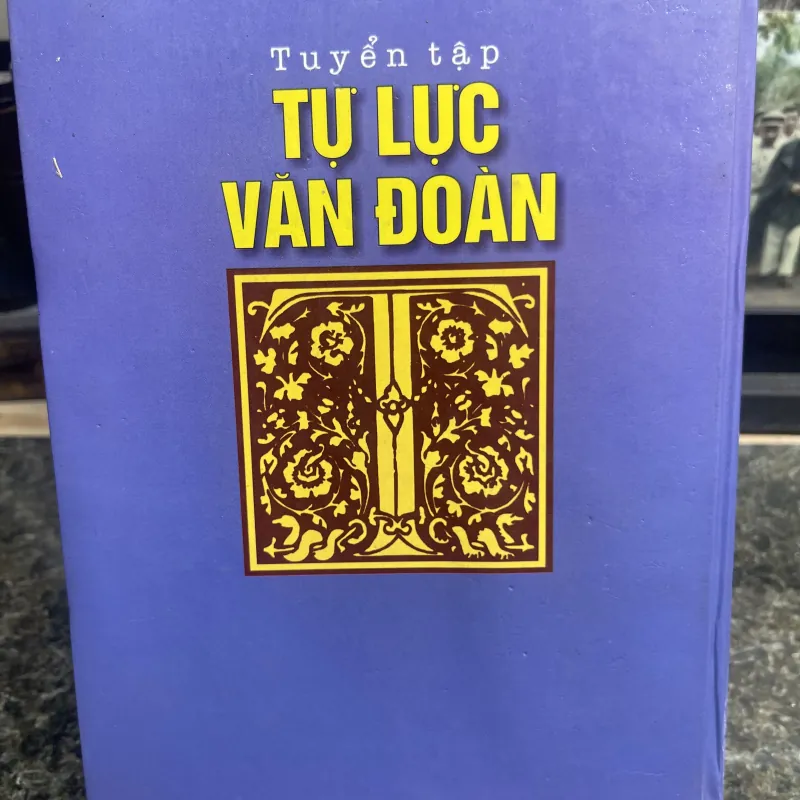 Tuyển tập
TỰ LỰC
VĂN ĐOÀN
T